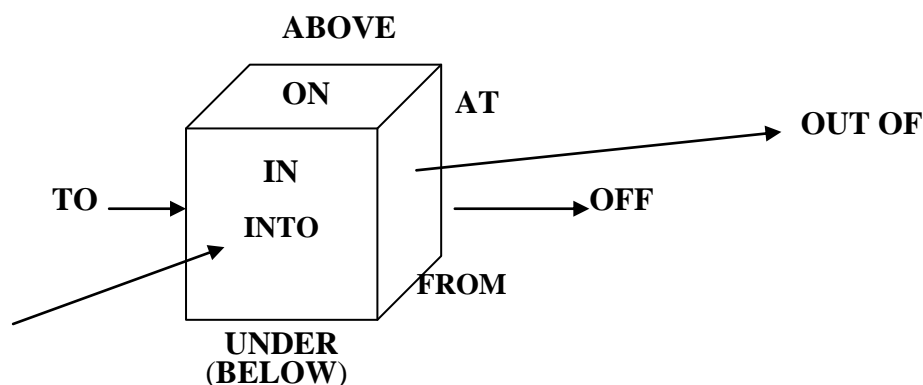 ABOVE
ON
AT
OUT OF
IN
TO
OFF
INTO
FROM
UNDER
(BELOW)